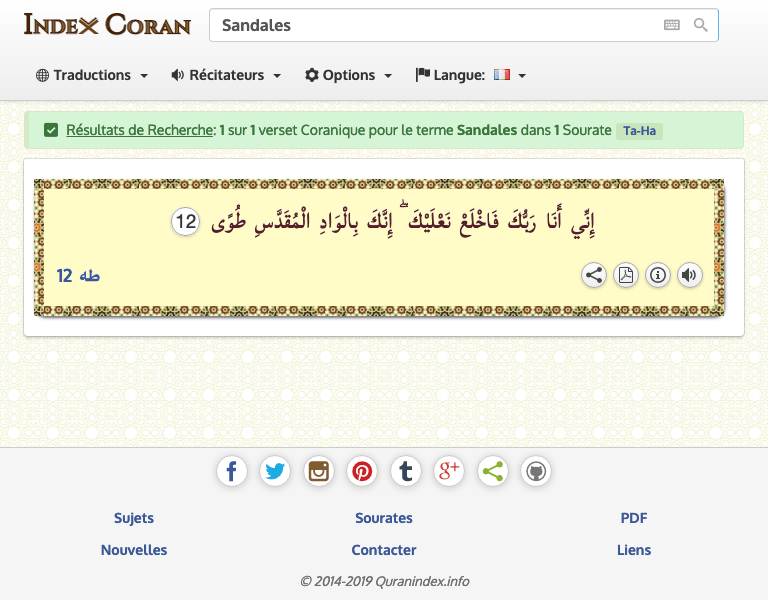 Index Coran
Sandales
Traductions Récitateurs Options Langue:
Résultats de Recherche: 1 sur 1 verset Coranique pour le terme Sandales dans 1 Sourate Ta-Ha
إِنِّي أَنَا رَبُّكَ فَاخْلَعْ نَعْلَيْكَ ۖ إِنَّكَ بِالْوَادِ الْمُقَدَّسِ طُوًى 12
طه 12
Sujets Sourates PDF
Nouvelles Contacter Liens
© 2014-2019 Quranindex.info